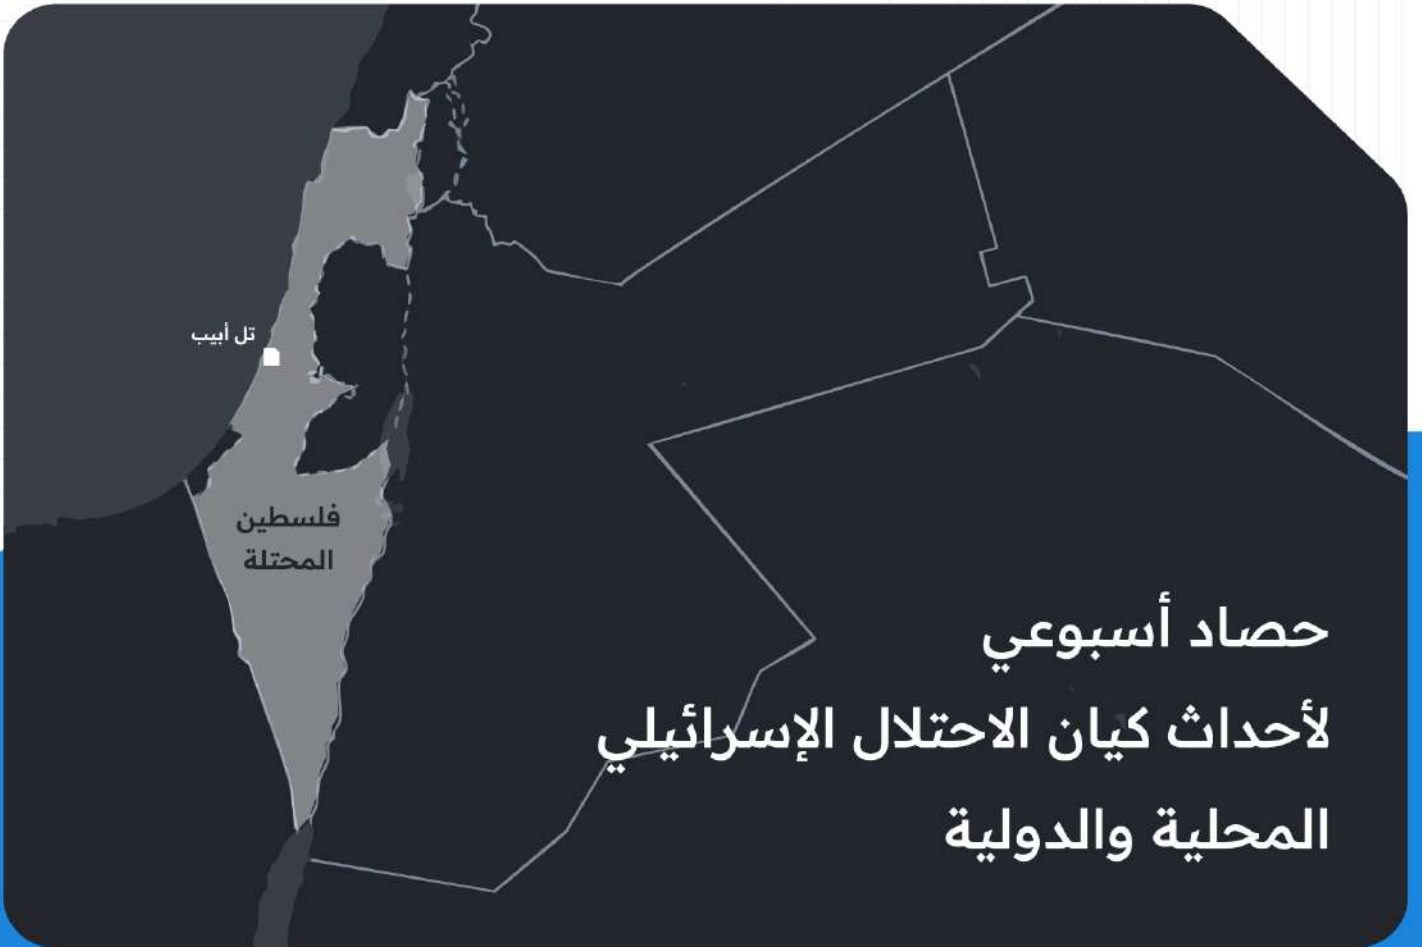 تل أبيب
فلسطين
المحتلة
حصاد أسبوعي
لأحداث كيان الاحتلال الإسرائيلي
المحلية والدولية